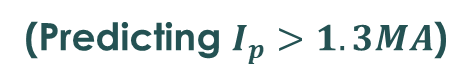 (Predicting $I_p > 1.3MA$)